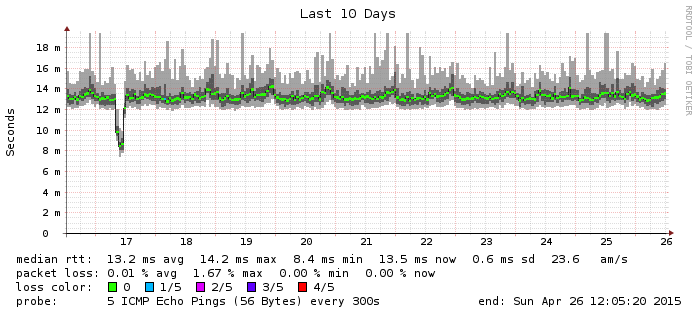 Last 10 Days
RRDTOOL / TOBI OETIKER
Seconds
18 m
16 m
14 m
12 m
10 m
8 m
6 m
4 m
2 m
0
17 18 19 20 21 22 23 24 25 26
median rtt: 13.2 ms avg 14.2 ms max 8.4 ms min 13.5 ms now 0.6 ms sd 23.6 am/s
packet loss: 0.01 % avg 1.67 % max 0.00 % min 0.00 % now
loss color: 0 1/5 2/5 3/5 4/5
probe: 5 ICMP Echo Pings (56 Bytes) every 300s end: Sun Apr 26 12:05:20 2015